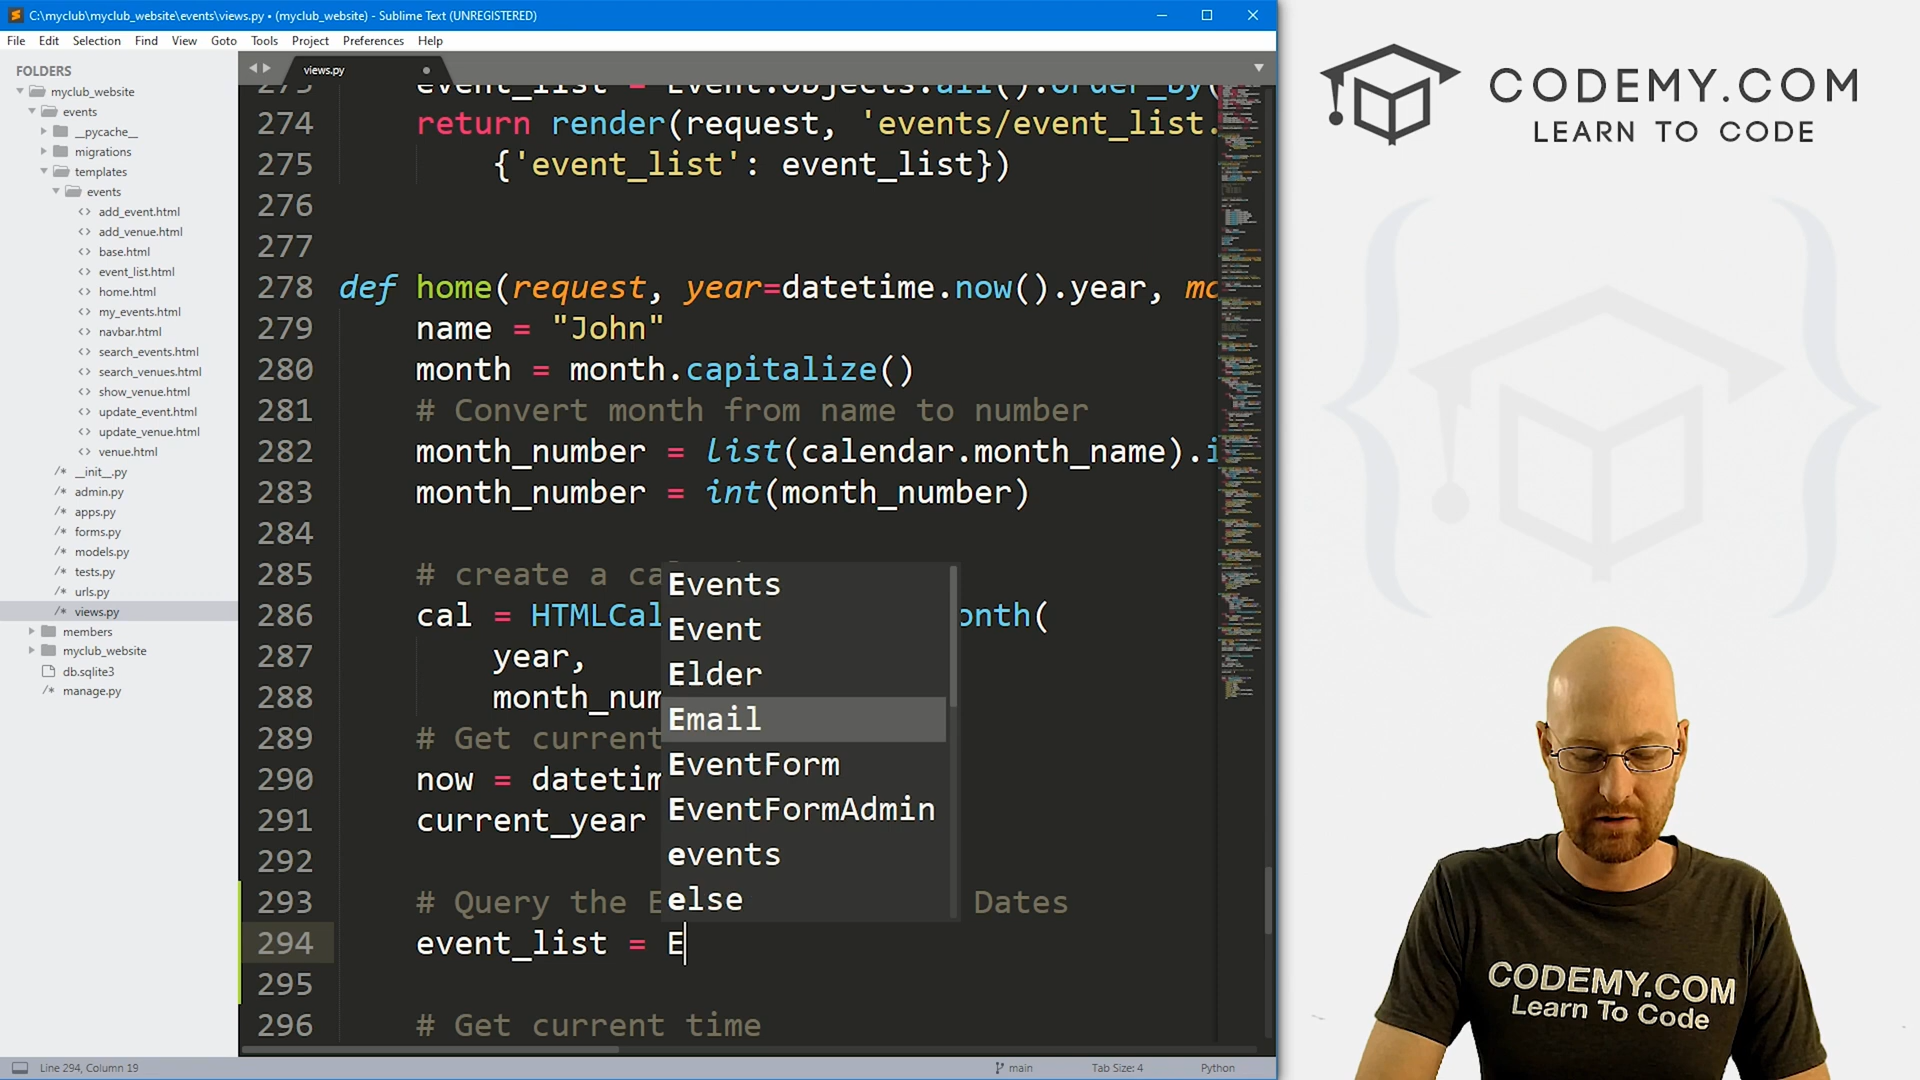 C:\myclub\myclub_website\events\views.py • (myclub_website) - Sublime Text (UNREGISTERED)
File Edit Selection Find View Goto Tools Project Preferences Help
FOLDERS
myclub_website
events
__pycache__
migrations
templates
events
add_event.html
add_venue.html
base.html
event_list.html
home.html
my_events.html
navbar.html
search_events.html
search_venues.html
show_venue.html
update_event.html
update_venue.html
venue.html
__init__.py
admin.py
apps.py
forms.py
models.py
tests.py
urls.py
views.py
members
myclub_website
db.sqlite3
manage.py
views.py
273 event_list = Event.objects.all().order_by(
274 return render(request, 'events/event_list.
275 {'event_list': event_list})
276
277
278 def home(request, year=datetime.now().year, mo
279 name = "John"
280 month = month.capitalize()
281 # Convert month from name to number
282 month_number = list(calendar.month_name).i
283 month_number = int(month_number)
284
285 # create a ca
286 cal = HTMLCal onth(
287 year,
288 month_num
289 # Get current
290 now = datetim
291 current_year
292
293 # Query the E Dates
294 event_list = E
295
296 # Get current time
Events
Event
Elder
Email
EventForm
EventFormAdmin
events
else
Line 294, Column 19
main
Tab Size: 4
Python
CODEMY.COM
LEARN TO CODE
CODEMY.COM
Learn To Code